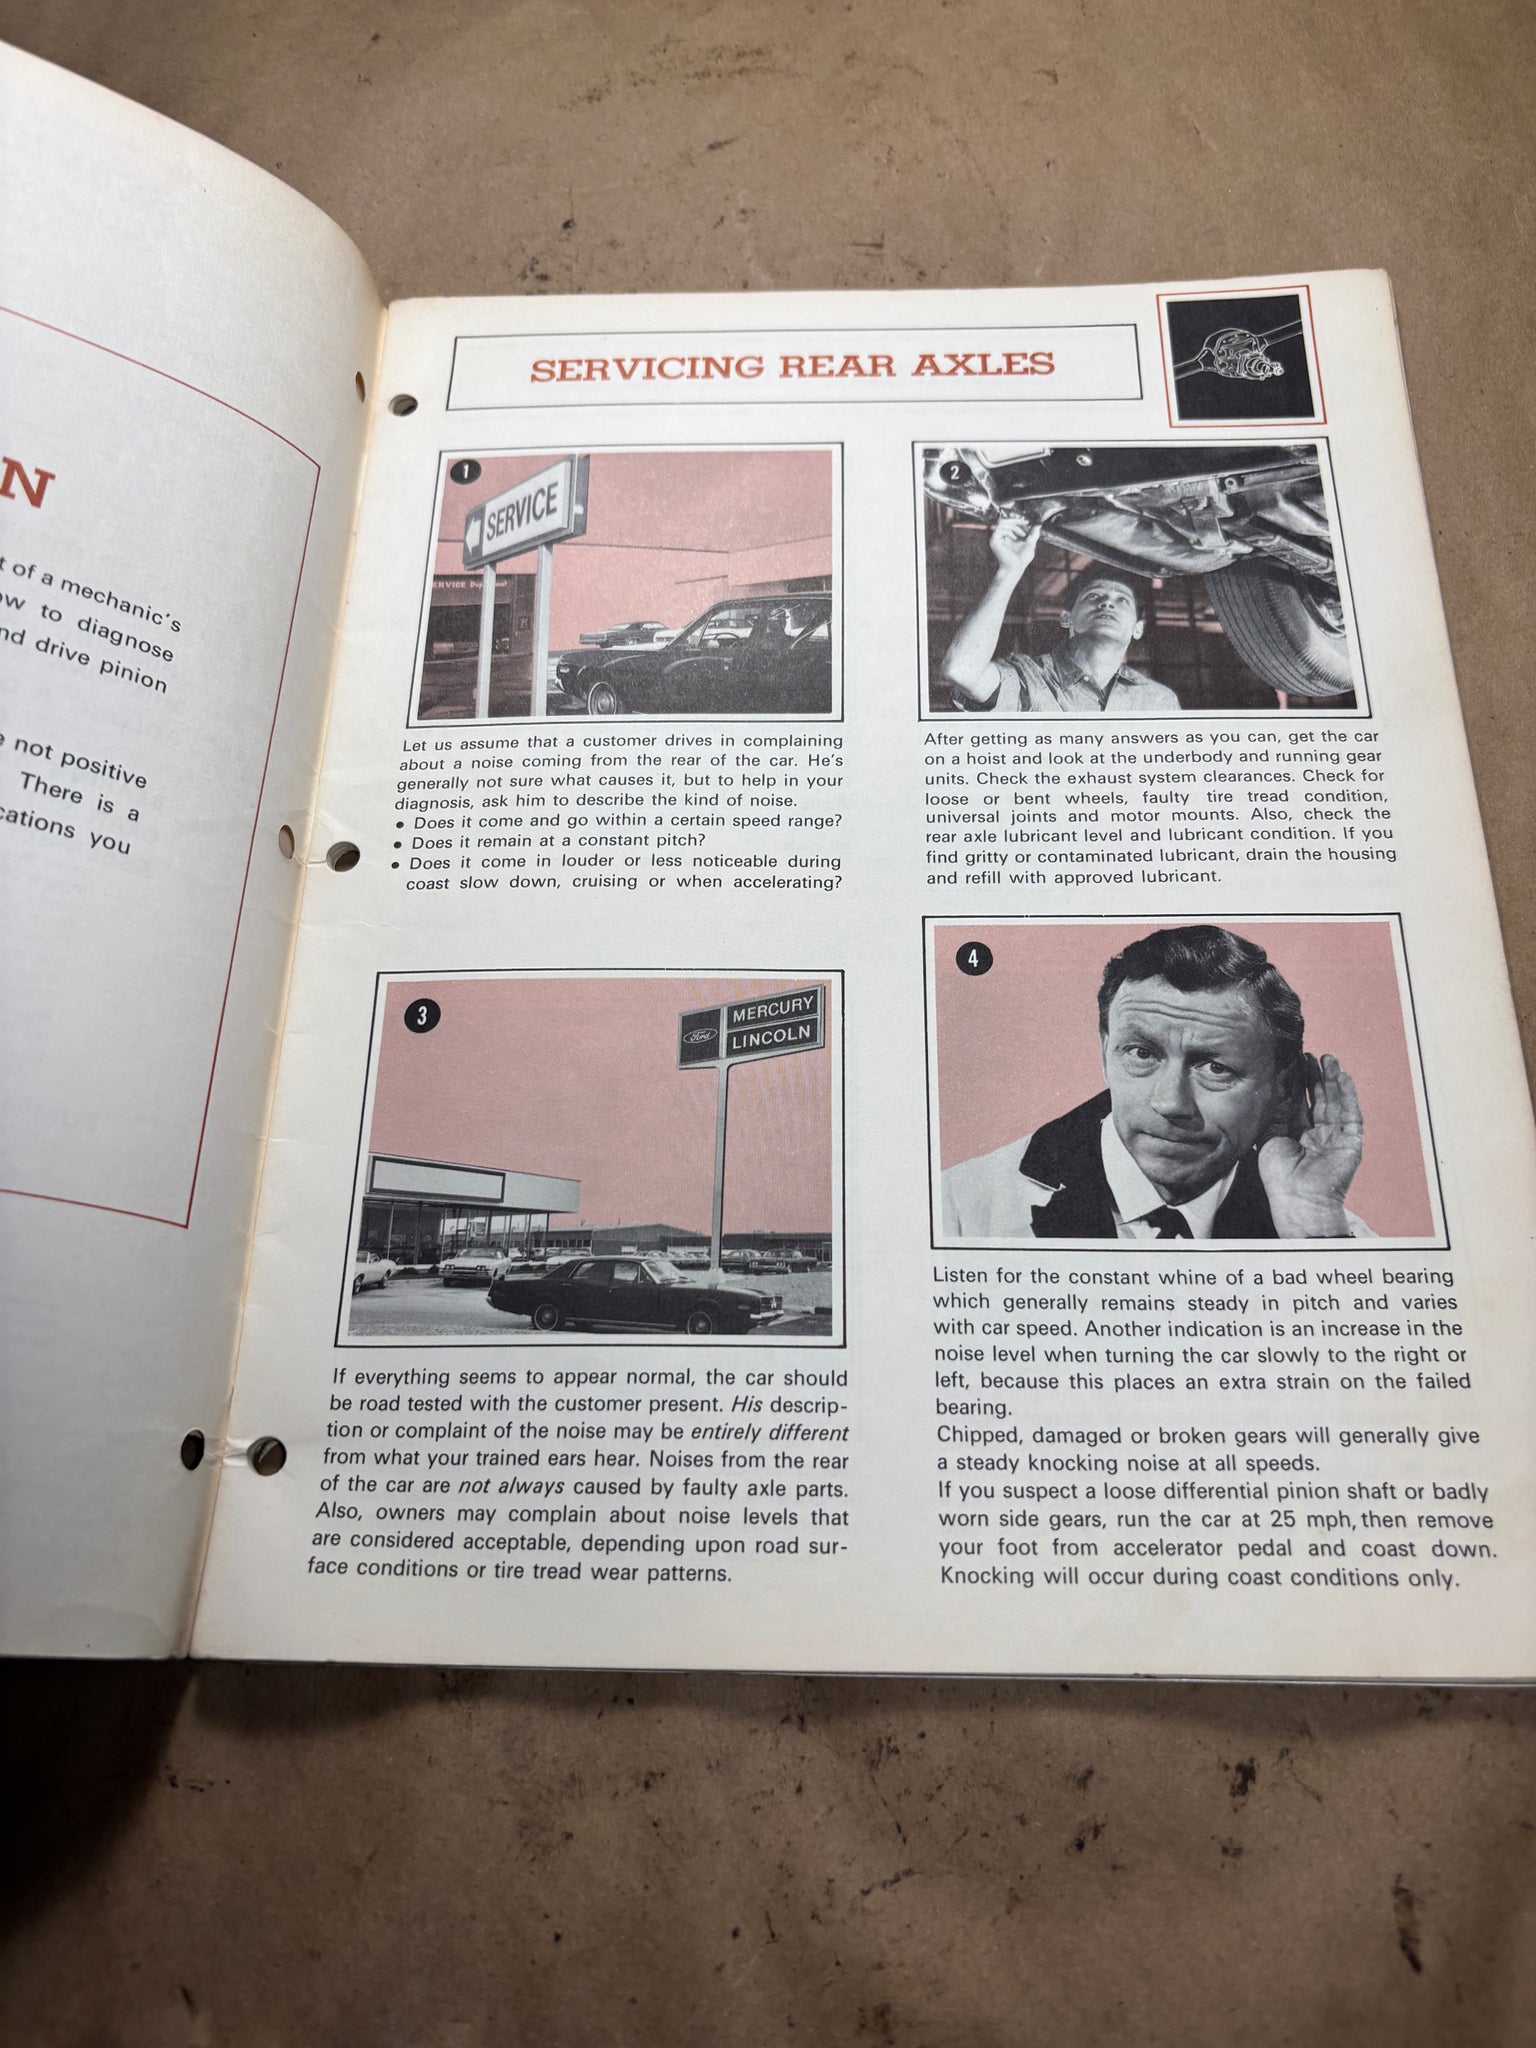 N
t of a mechanic's
ow to diagnose
nd drive pinion
e not positive
There is a
cations you
SERVICING REAR AXLES
1
SERVICE
SERVICE Department
2
Let us assume that a customer drives in complaining
about a noise coming from the rear of the car. He's
generally not sure what causes it, but to help in your
diagnosis, ask him to describe the kind of noise.
• Does it come and go within a certain speed range?
• Does it remain at a constant pitch?
• Does it come in louder or less noticeable during
coast slow down, cruising or when accelerating?
After getting as many answers as you can, get the car
on a hoist and look at the underbody and running gear
units. Check the exhaust system clearances. Check for
loose or bent wheels, faulty tire tread condition,
universal joints and motor mounts. Also, check the
rear axle lubricant level and lubricant condition. If you
find gritty or contaminated lubricant, drain the housing
and refill with approved lubricant.
3
Ford
MERCURY
LINCOLN
If everything seems to appear normal, the car should
be road tested with the customer present. His descrip-
tion or complaint of the noise may be entirely different
from what your trained ears hear. Noises from the rear
of the car are not always caused by faulty axle parts.
Also, owners may complain about noise levels that
are considered acceptable, depending upon road sur-
face conditions or tire tread wear patterns.
4
Listen for the constant whine of a bad wheel bearing
which generally remains steady in pitch and varies
with car speed. Another indication is an increase in the
noise level when turning the car slowly to the right or
left, because this places an extra strain on the failed
bearing.
Chipped, damaged or broken gears will generally give
a steady knocking noise at all speeds.
If you suspect a loose differential pinion shaft or badly
worn side gears, run the car at 25 mph, then remove
your foot from accelerator pedal and coast down.
Knocking will occur during coast conditions only.